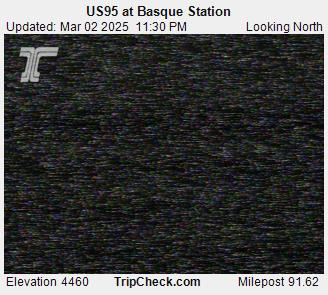 US95 at Basque Station
Updated: Mar 02 2025 11:30 PM Looking North
Elevation 4460 TripCheck.com Milepost 91.62